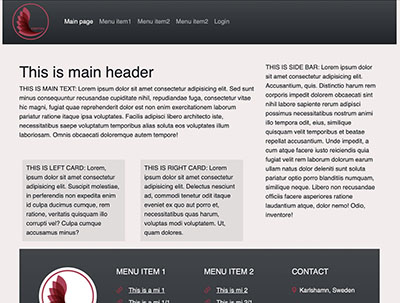 Main page Menu item1 Menu item2 Menu item2 Login
This is main header
THIS IS MAIN TEXT: Lorem ipsum dolor sit amet consectetur adipisicing elit. Sed sunt
minus consequuntur recusandae cupiditate nihil, repudiandae fuga, consectetur vitae
hic magni, fugiat quae reprehenderit dolor est non enim exercitationem laborum
pariatur ratione itaque ipsa voluptates. Facilis adipisci libero architecto iste,
necessitatibus saepe voluptatum temporibus alias soluta eos voluptates illum
laboriosam. Omnis obcaecati doloremque autem tempore!
THIS IS LEFT CARD: Lorem,
ipsum dolor sit amet consectetur
adipisicing elit. Suscipit molestiae,
in perferendis non expedita enim
id culpa ducimus cumque, rem
ratione, veritatis quisquam illo
corrupti vel? Culpa cumque
accusamus minus?
THIS IS RIGHT CARD: Lorem,
ipsum dolor sit amet consectetur
adipisicing elit. Delectus nesciunt
ad, commodi tenetur odit itaque
eveniet ex quo aut porro et,
necessitatibus quas harum,
voluptas modi voluptatem. Ut,
quam dolores.
THIS IS SIDE BAR: Lorem ipsum dolor
sit amet consectetur adipisicing elit.
Accusantium, quis. Distinctio harum rem
corporis impedit dolorem obcaecati sint
nihil labore sapiente rerum adipisci
possimus necessitatibus nostrum animi
illo tempora odit, eius, similique
quisquam velit temporibus et beatae
repellat accusantium. Unde impedit, a
cum atque facere iusto reiciendis quia
fugiat velit rem laborum dolorum earum
ullam natus dolor deleniti sunt soluta
pariatur optio porro blanditiis numquam,
similique neque. Libero non recusandae
officia facere asperiores ratione
laudantium atque, dolor nemo! Odio,
inventore!
MENU ITEM 1
This is a mi 1
This is a mi 1/1
MENU ITEM 2
This is mi 2
This is mi 2/1
CONTACT
Karlshamn, Sweden